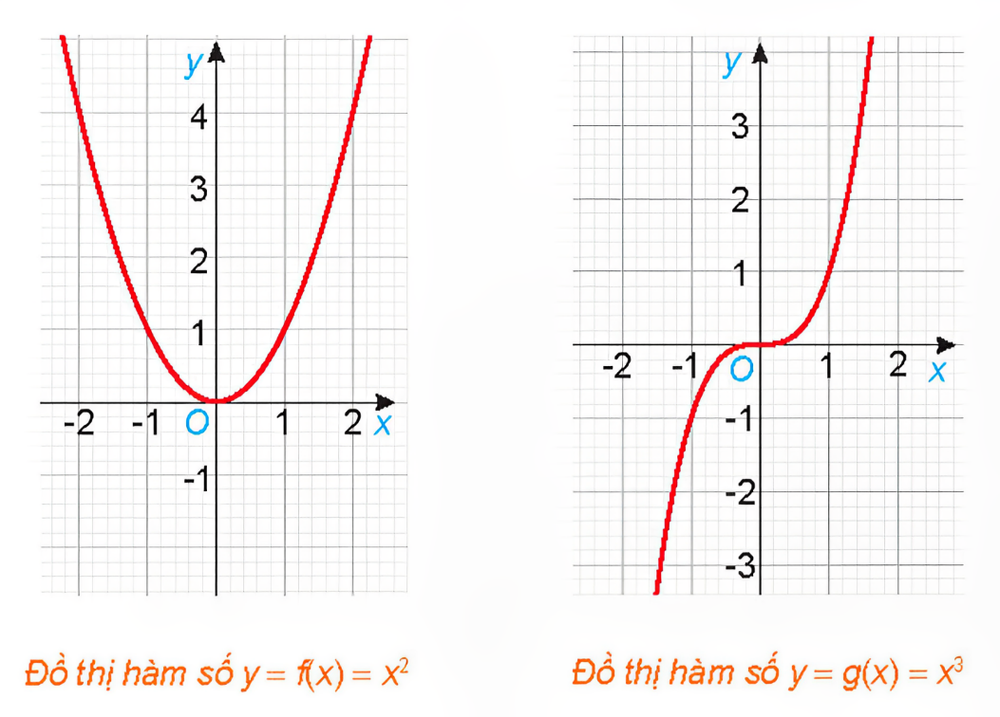 y
4
3
2
1
-2 -1 O 1 2 x
-1
Đồ thị hàm số y = f(x) = x²
y
3
2
1
-2 -1 O 1 2 x
-1
-2
-3
Đồ thị hàm số y = g(x) = x³